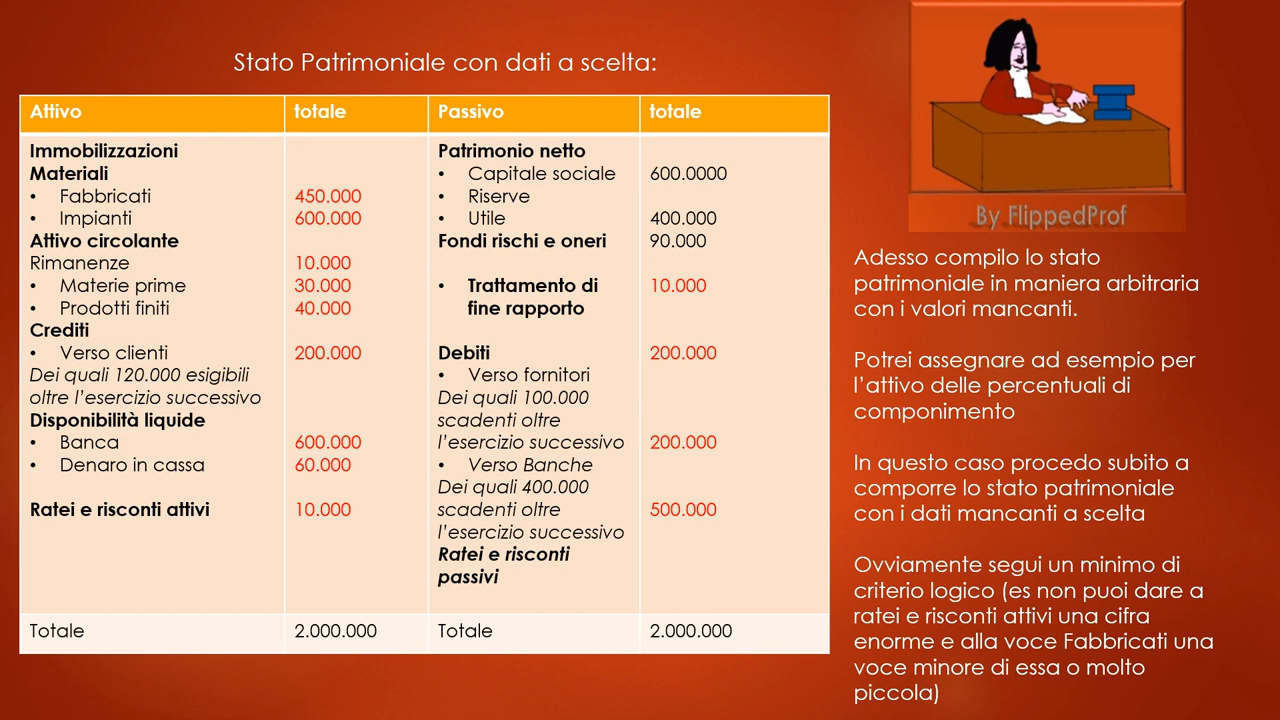 Stato Patrimoniale con dati a scelta:
Attivo totale Passivo totale
Immobilizzazioni Patrimonio netto
Materiali • Capitale sociale 600.0000
• Fabbricati 450.000 • Riserve
• Impianti 600.000 • Utile 400.000
Attivo circolante Fondi rischi e oneri 90.000
Rimanenze 10.000
• Materie prime 30.000 • Trattamento di 10.000
• Prodotti finiti 40.000 fine rapporto
Crediti
• Verso clienti 200.000 Debiti 200.000
Dei quali 120.000 esigibili • Verso fornitori
oltre l’esercizio successivo Dei quali 100.000
Disponibilità liquide scadenti oltre
• Banca 600.000 l’esercizio successivo 200.000
• Denaro in cassa 60.000 • Verso Banche
Dei quali 400.000
Ratei e risconti attivi 10.000 scadenti oltre 500.000
l’esercizio successivo
Ratei e risconti
passivi
Totale 2.000.000 Totale 2.000.000
By FlippedProf
Adesso compilo lo stato
patrimoniale in maniera arbitraria
con i valori mancanti.
Potrei assegnare ad esempio per
l’attivo delle percentuali di
componimento
In questo caso procedo subito a
comporre lo stato patrimoniale
con i dati mancanti a scelta
Ovviamente segui un minimo di
criterio logico (es non puoi dare a
ratei e risconti attivi una cifra
enorme e alla voce Fabbricati una
voce minore di essa o molto
piccola)